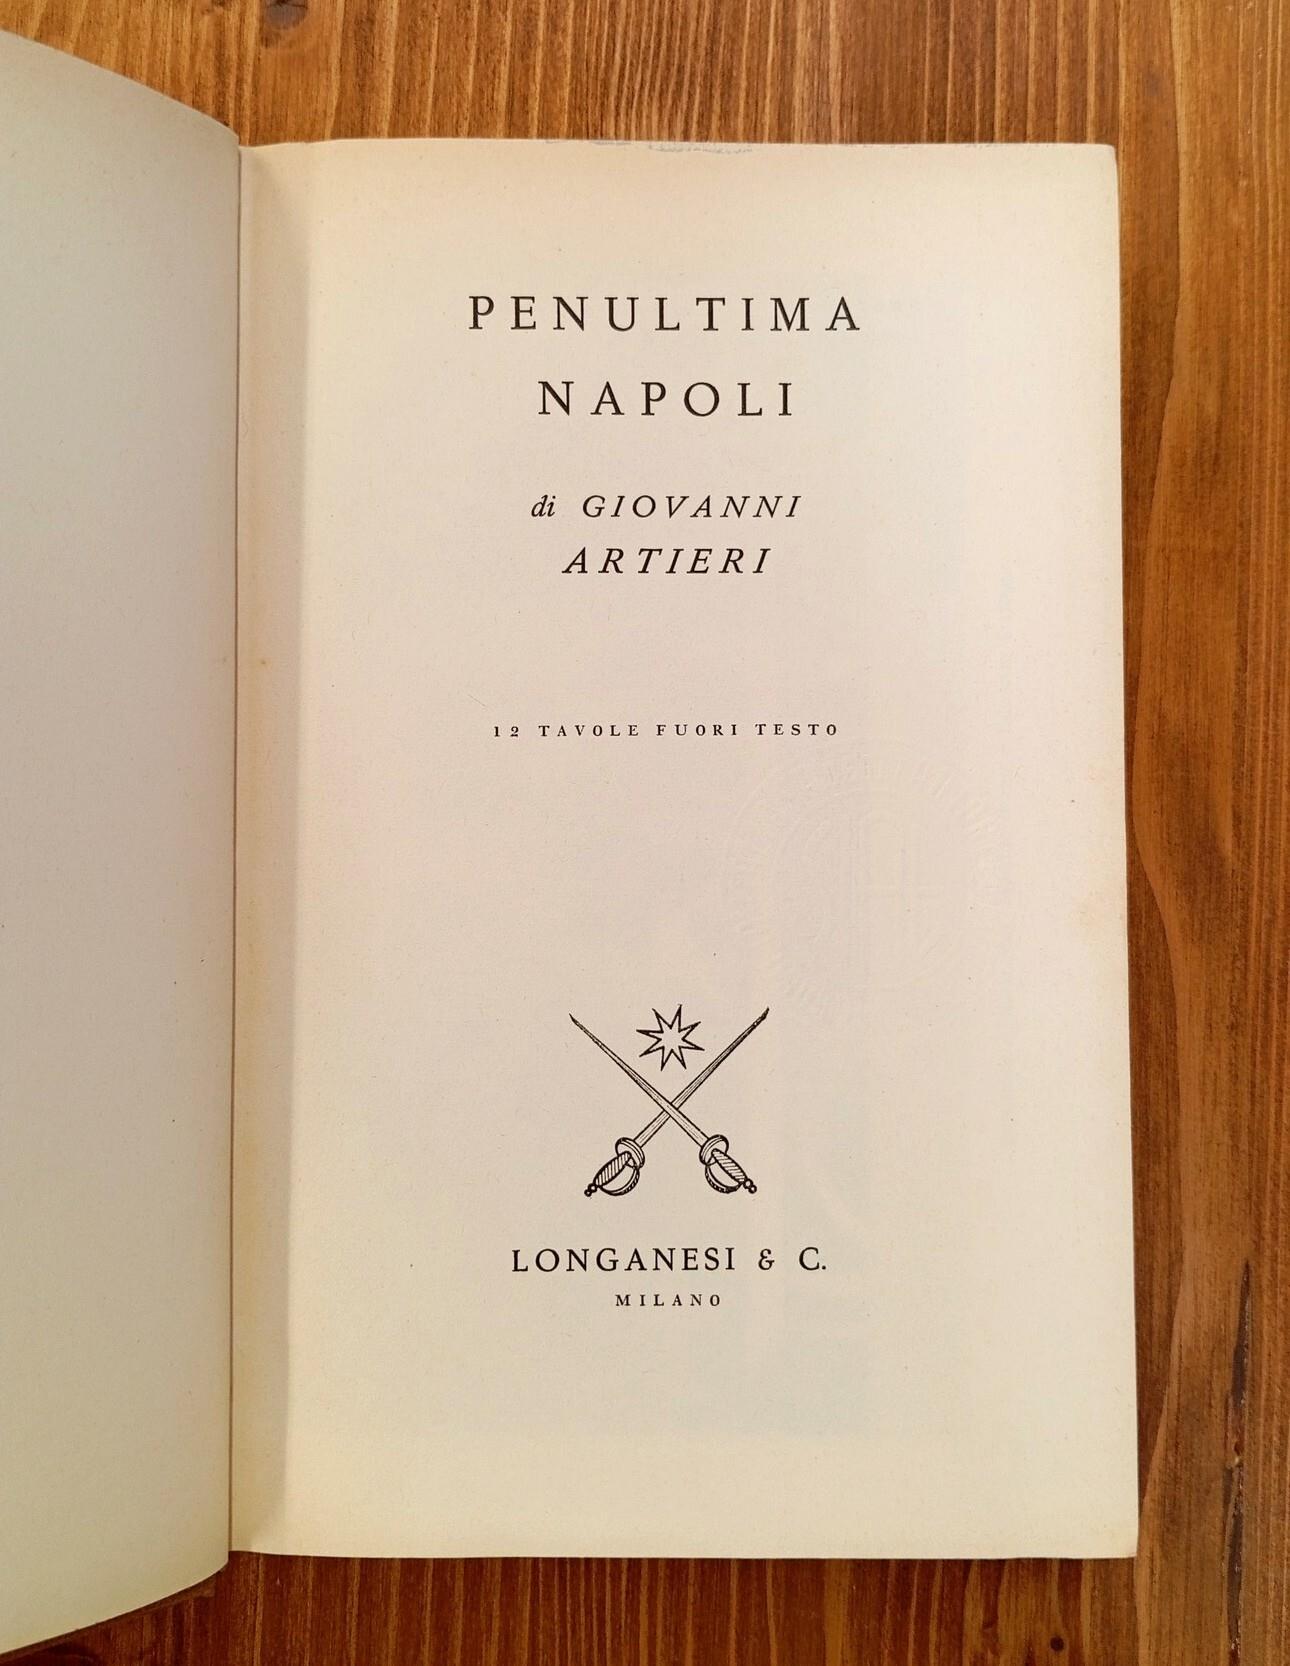 PENULTIMA
NAPOLI
di GIOVANNI
ARTIERI
12 TAVOLE FUORI TESTO
LONGANESI & C.
MILANO